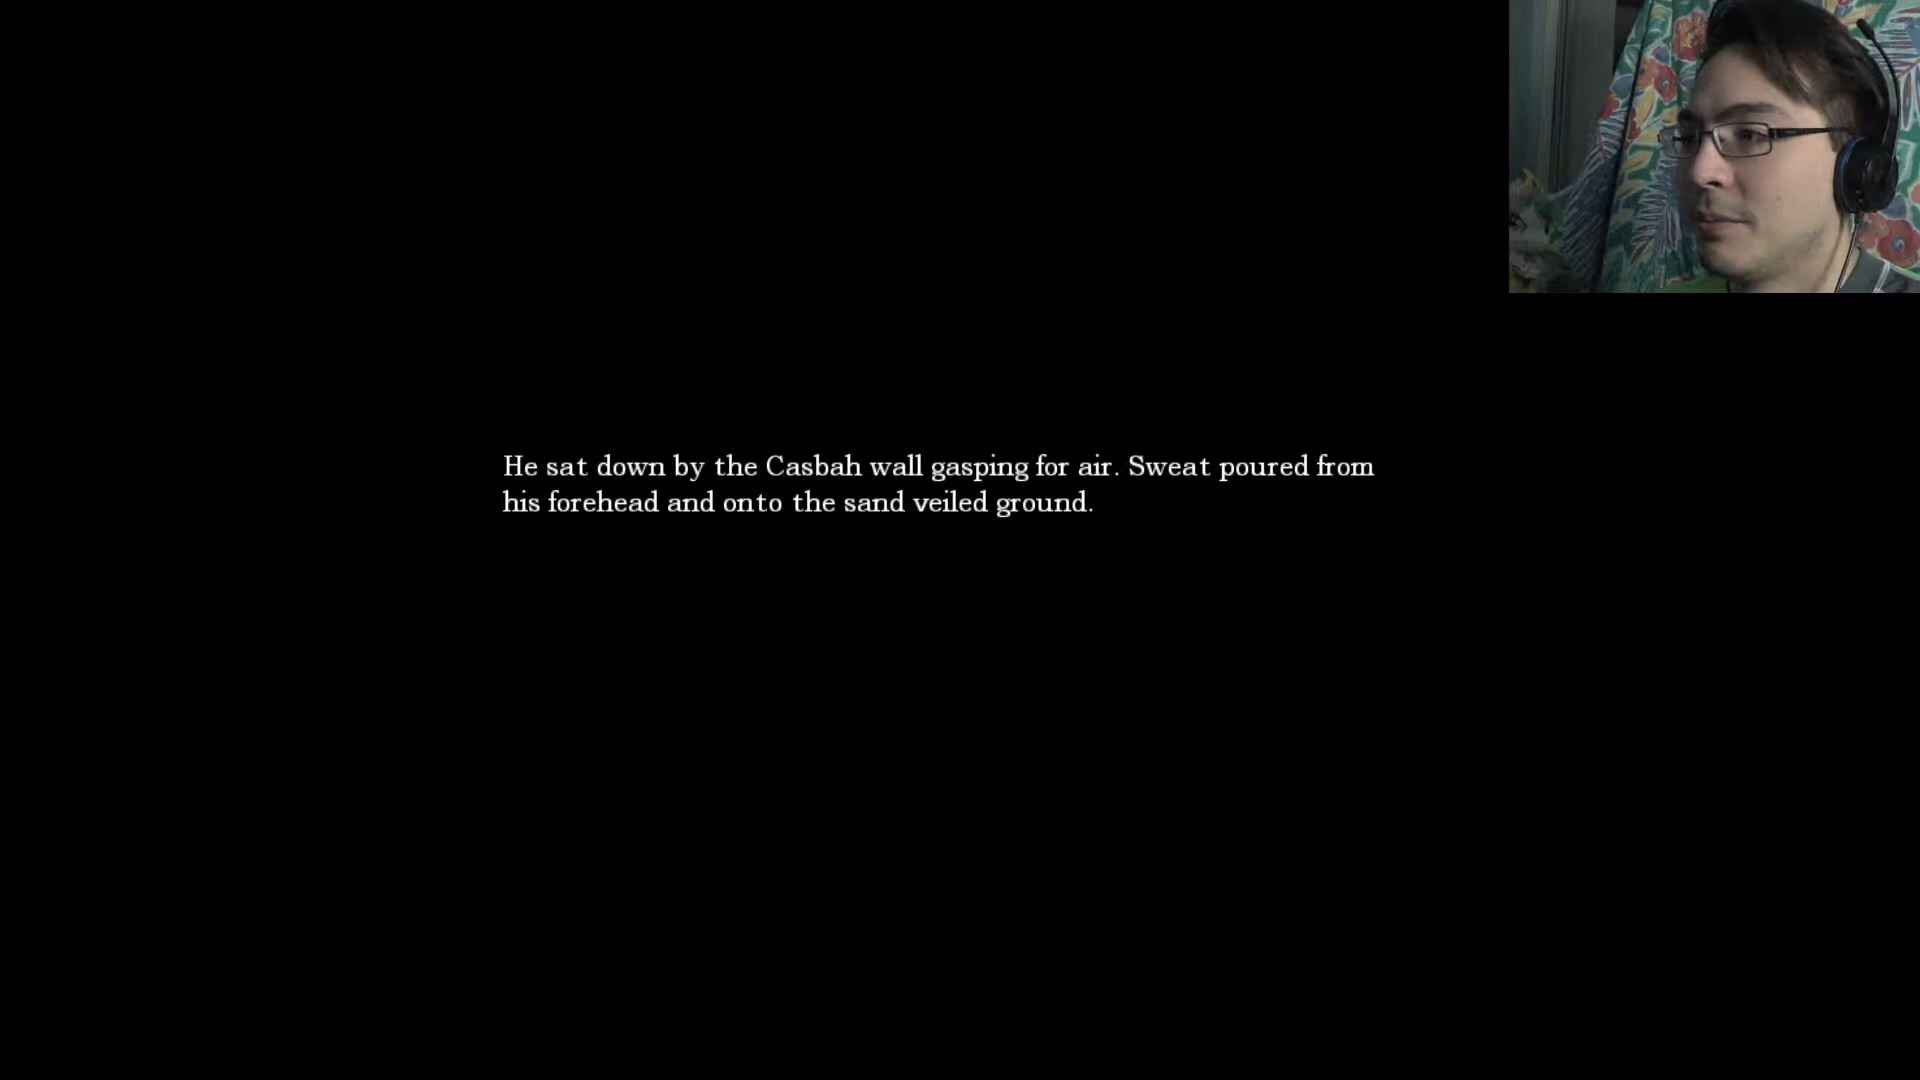 He sat down by the Casbah wall gasping for air. Sweat poured from
his forehead and onto the sand veiled ground.